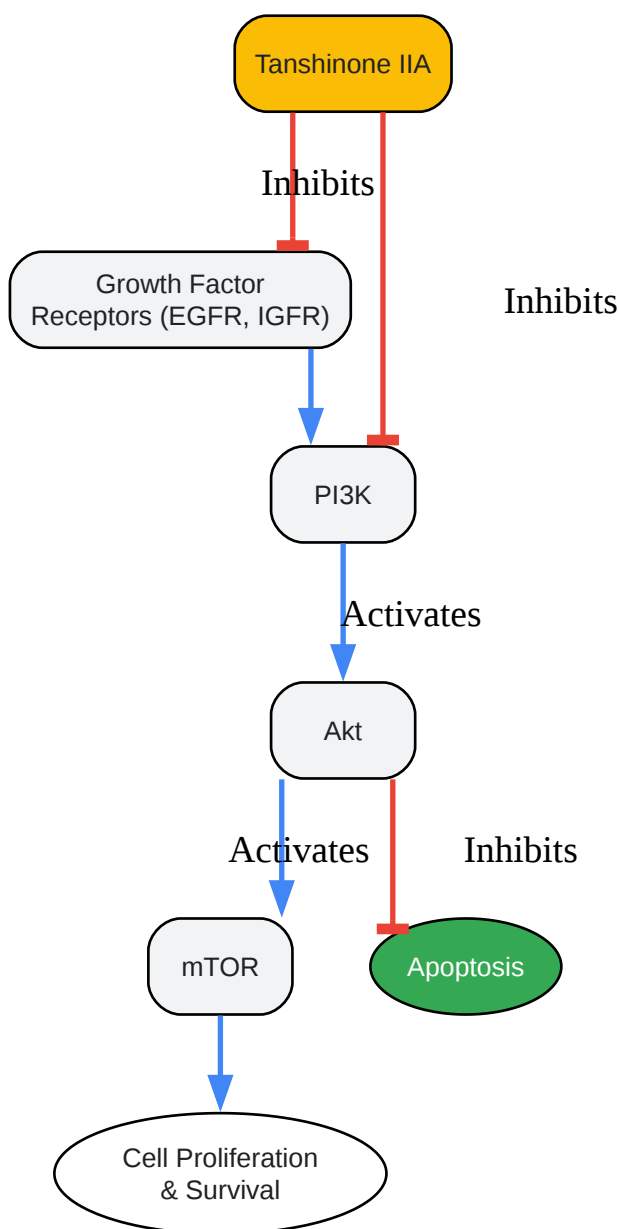 Tanshinone IIA
Inhibits
Growth Factor
Receptors (EGFR, IGFR)
Inhibits
PI3K
Activates
Akt
Activates
Inhibits
mTOR
Apoptosis
Cell Proliferation
& Survival